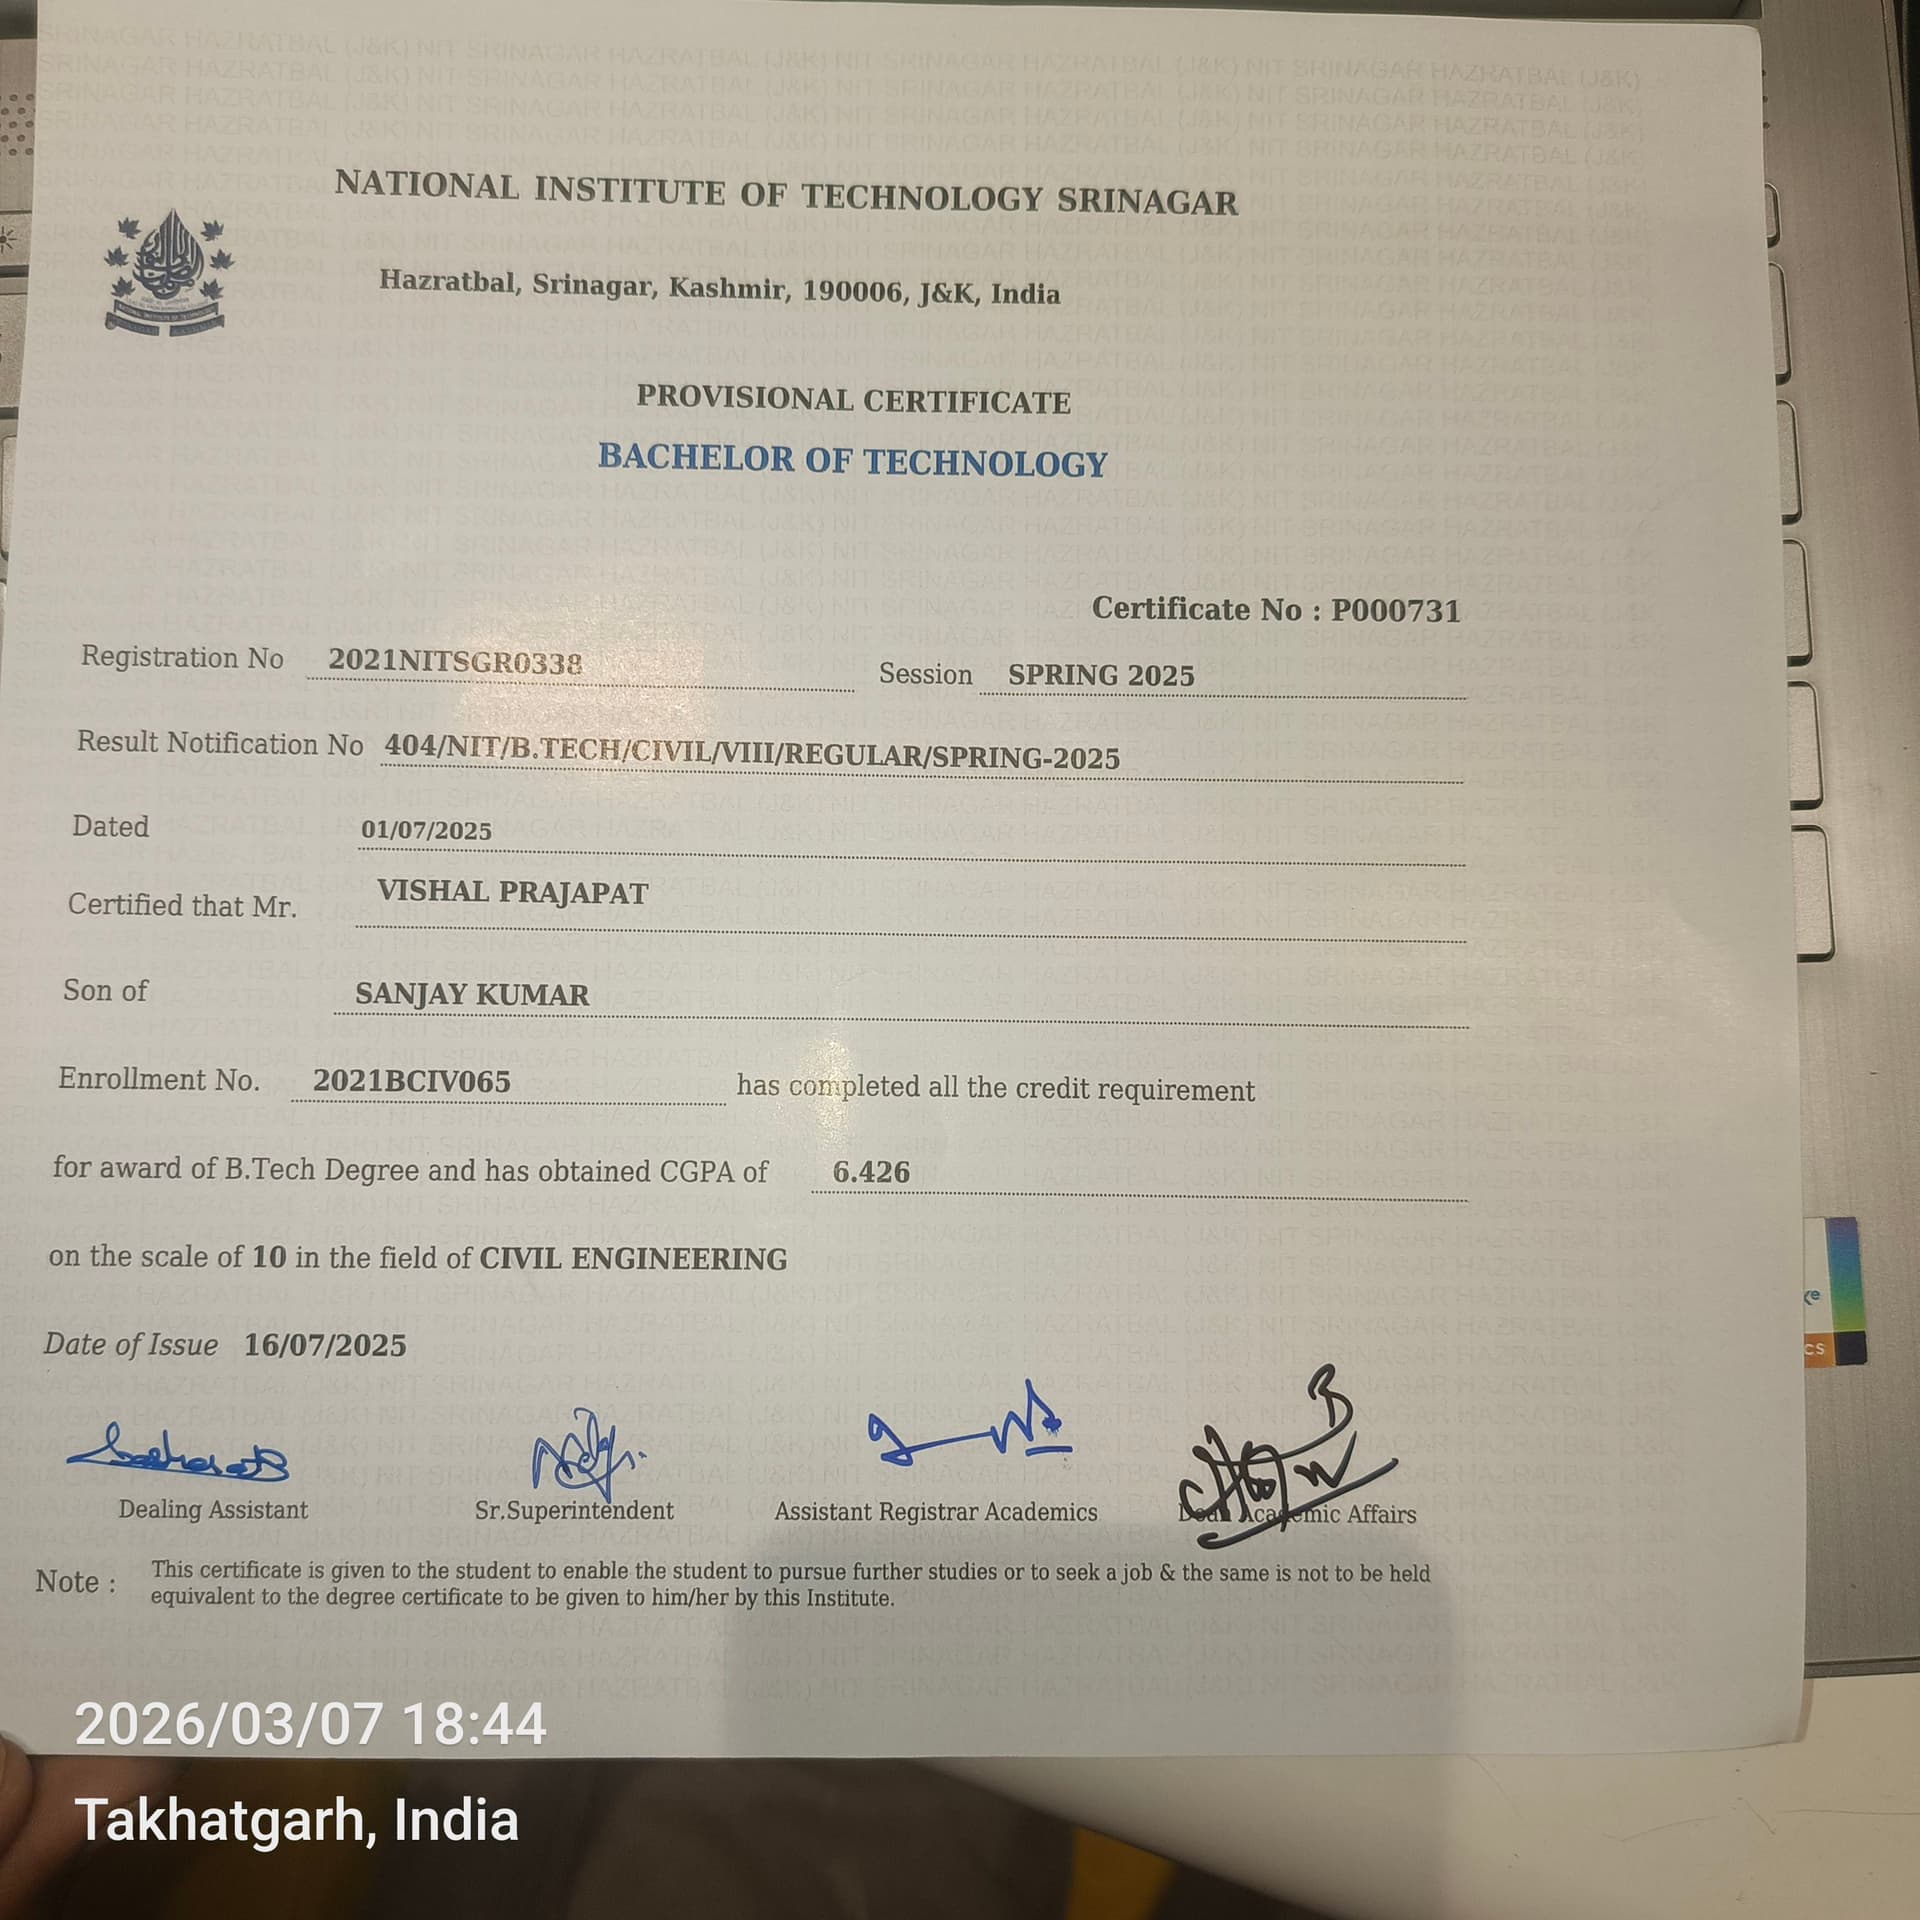 NATIONAL INSTITUTE OF TECHNOLOGY SRINAGAR
Hazratbal, Srinagar, Kashmir, 190006, J&K, India
PROVISIONAL CERTIFICATE
BACHELOR OF TECHNOLOGY
Certificate No : P000731
Registration No 2021NITSGR0338 Session SPRING 2025
Result Notification No 404/NIT/B.TECH/CIVIL/VIII/REGULAR/SPRING-2025
Dated 01/07/2025
Certified that Mr. VISHAL PRAJAPAT
Son of SANJAY KUMAR
Enrollment No. 2021BCIV065 has completed all the credit requirement
for award of B.Tech Degree and has obtained CGPA of 6.426
on the scale of 10 in the field of CIVIL ENGINEERING
Date of Issue 16/07/2025
Dealing Assistant Sr.Superintendent Assistant Registrar Academics Dean Academic Affairs
Note : This certificate is given to the student to enable the student to pursue further studies or to seek a job & the same is not to be held
equivalent to the degree certificate to be given to him/her by this Institute.
2026/03/07 18:44
Takhatgarh, India